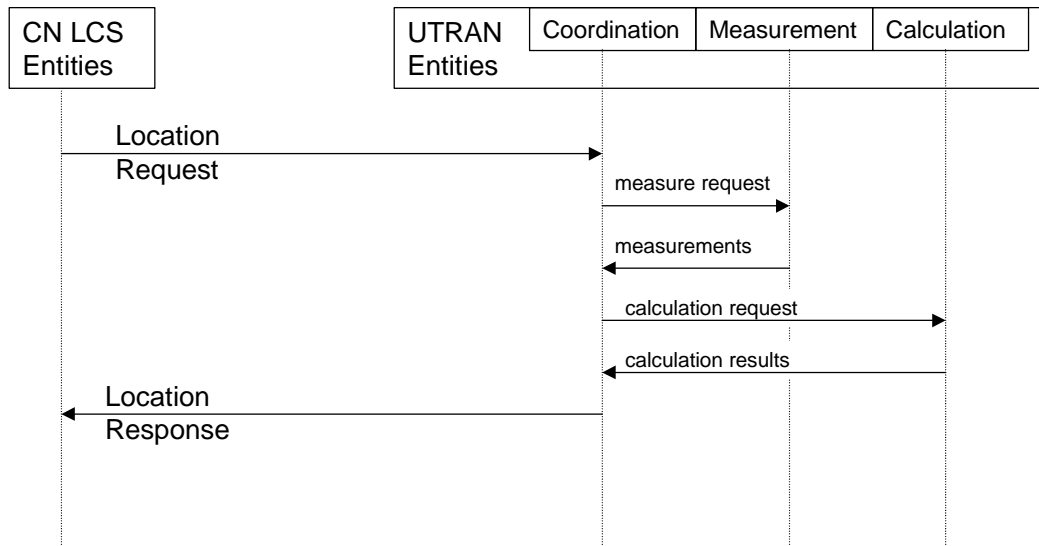 CN LCS
Entities
UTRAN
Entities
Coordination
Measurement
Calculation
Location
Request
measure request
measurements
calculation request
calculation results
Location
Response